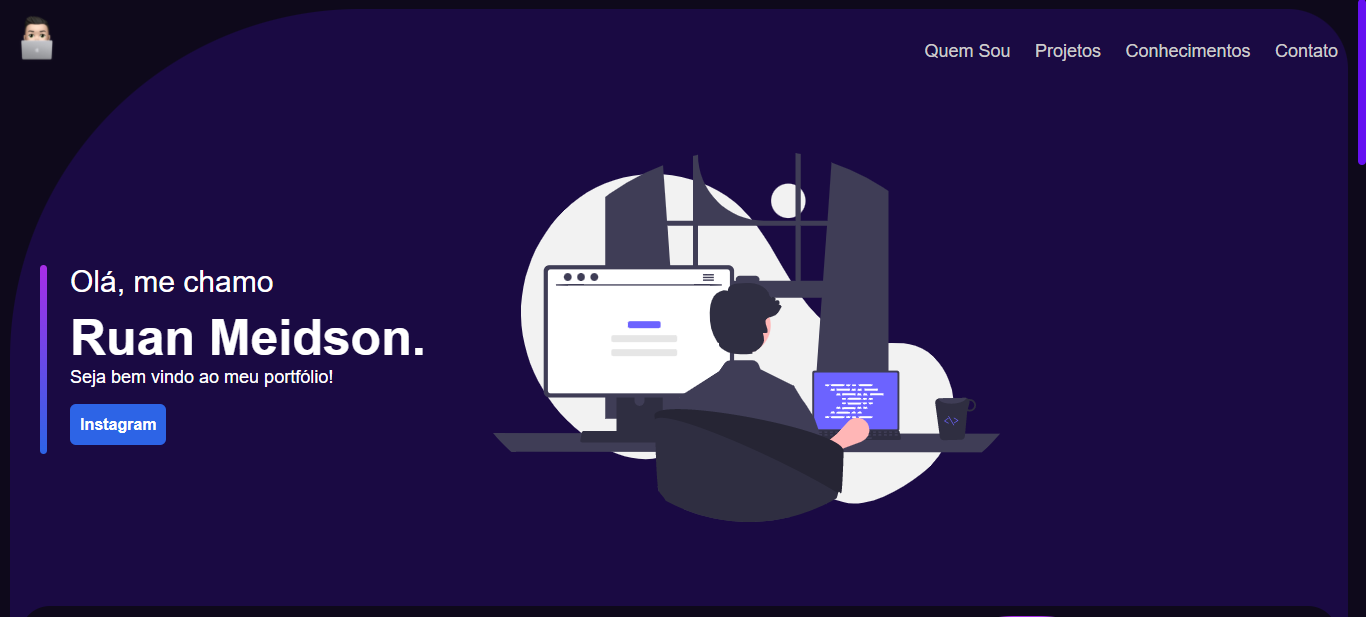 Quem Sou Projetos Conhecimentos Contato
Olá, me chamo
Ruan Meidson.
Seja bem vindo ao meu portfólio!
Instagram